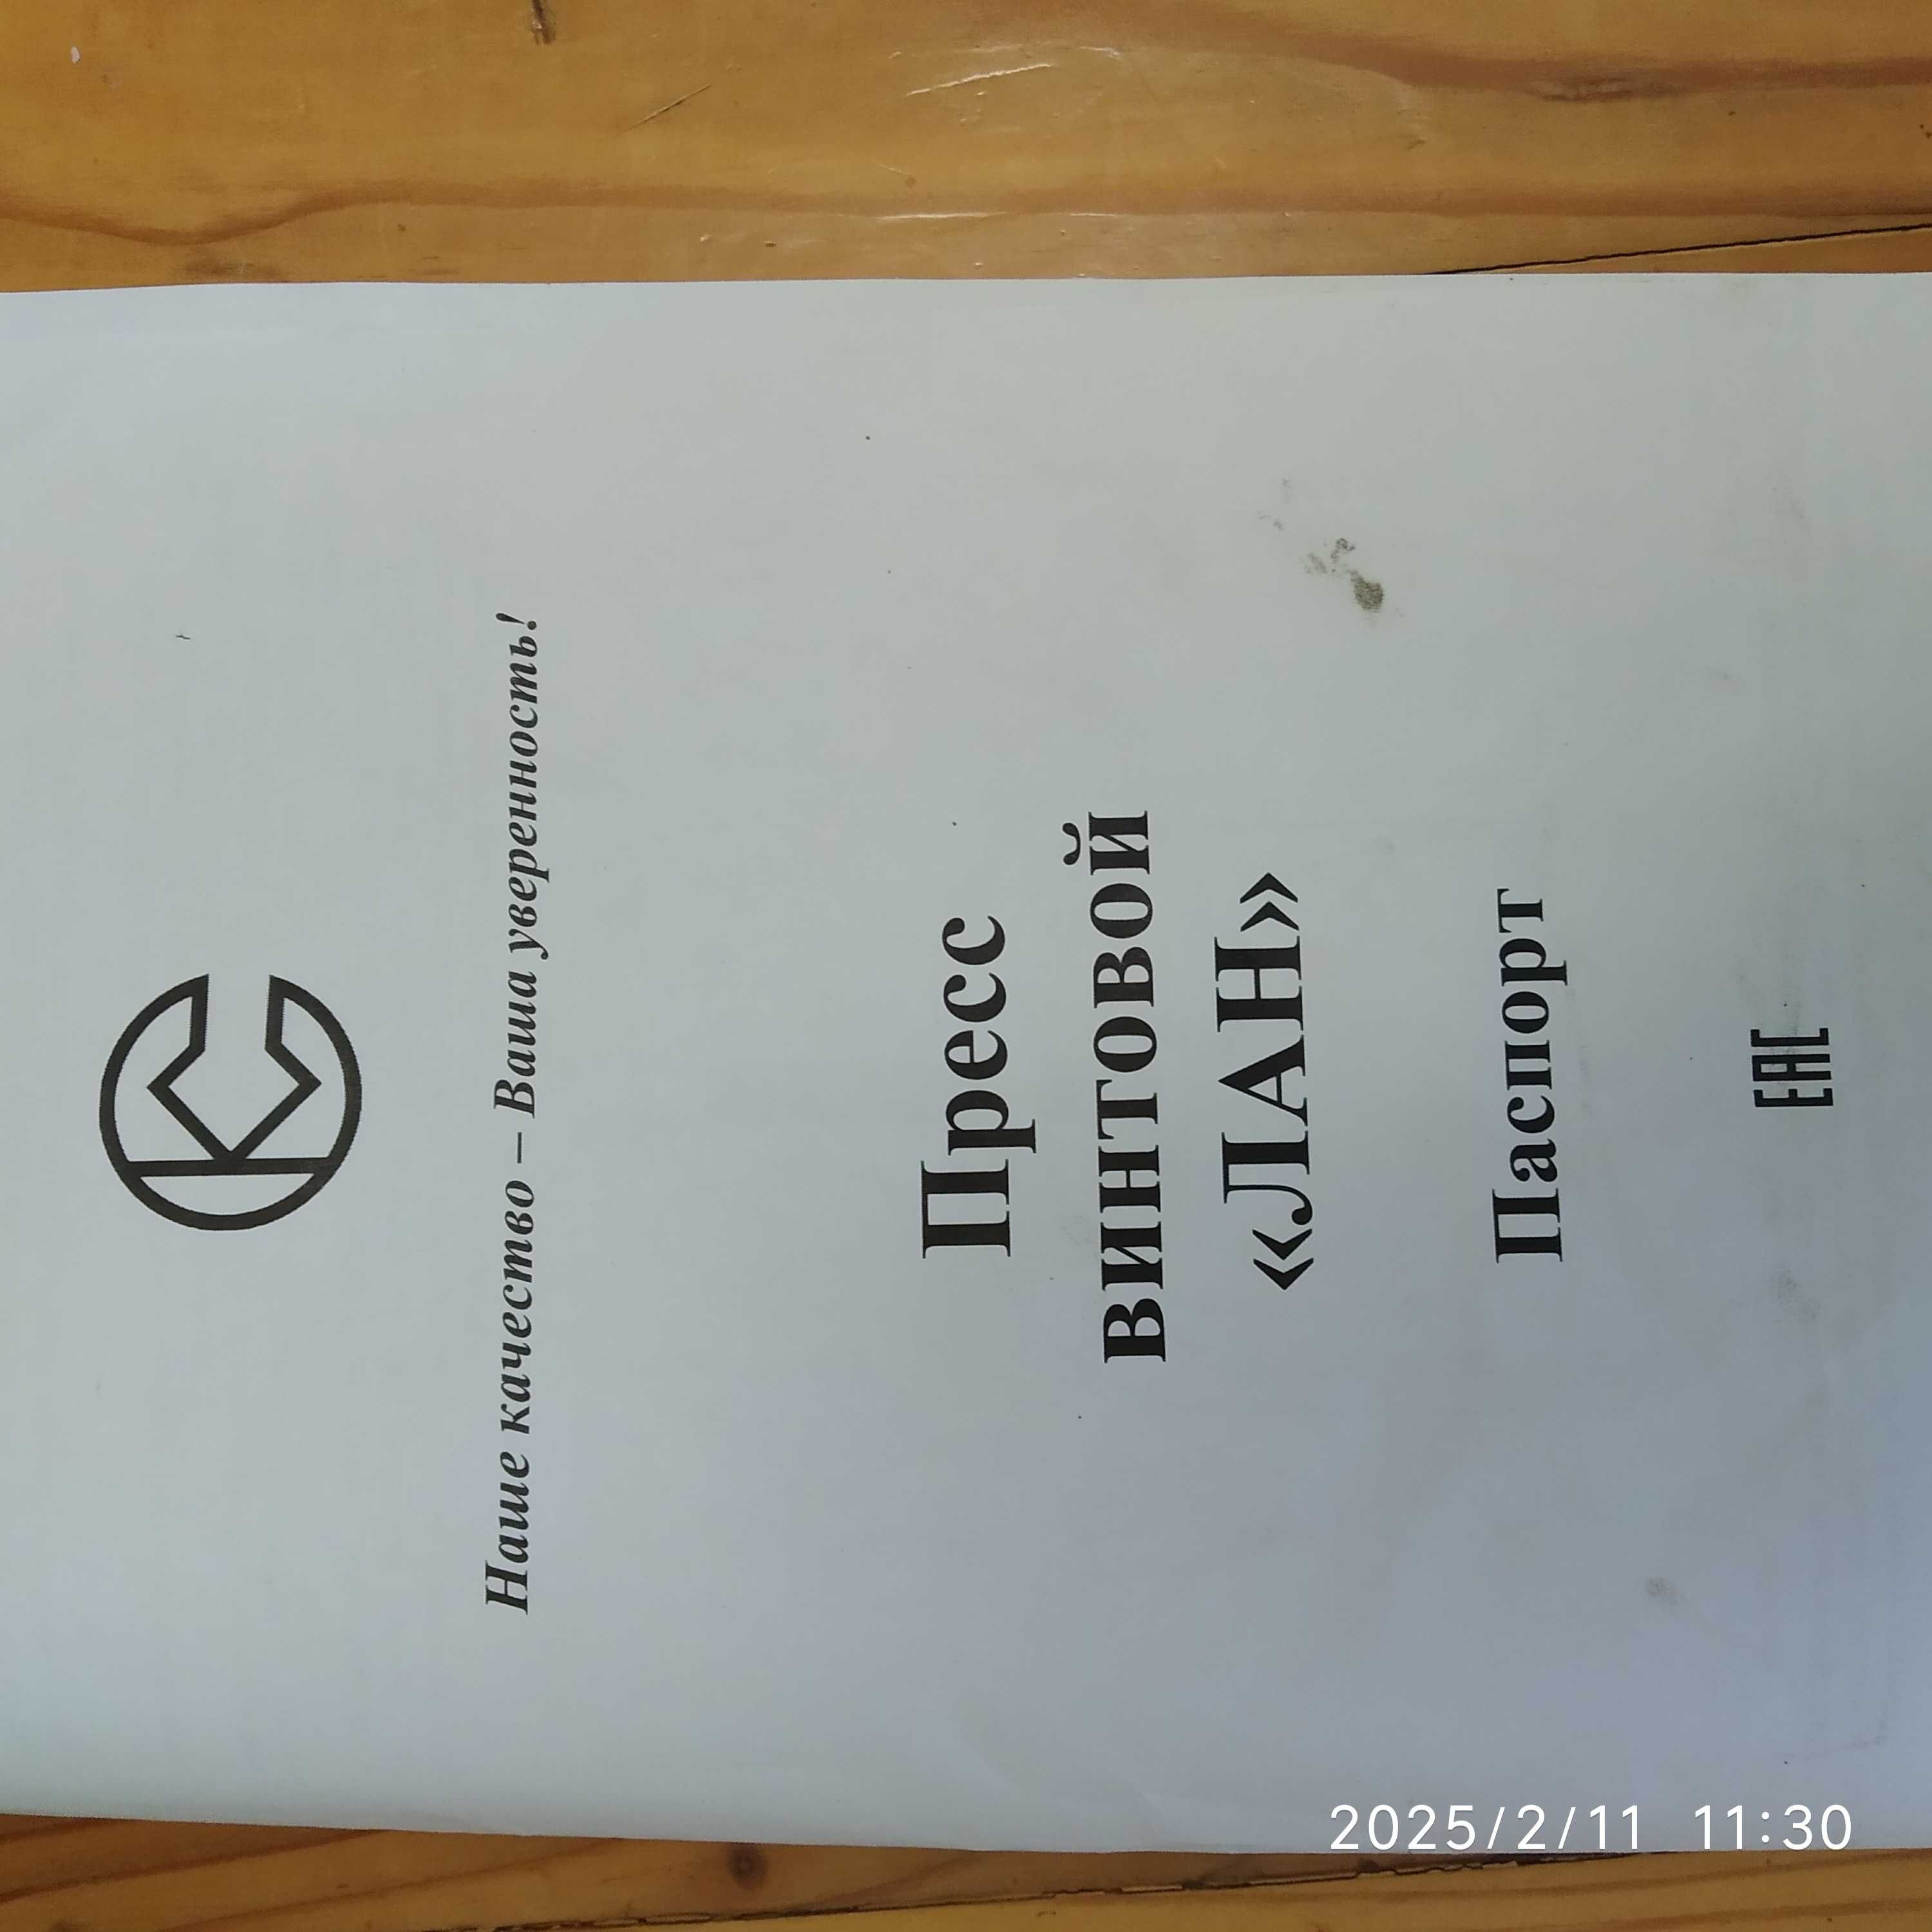 Наше качество – Ваша уверенность!
Пресс
винтовой
«ЛАН»
Паспорт
ЕАС
2025/2/11 11:30